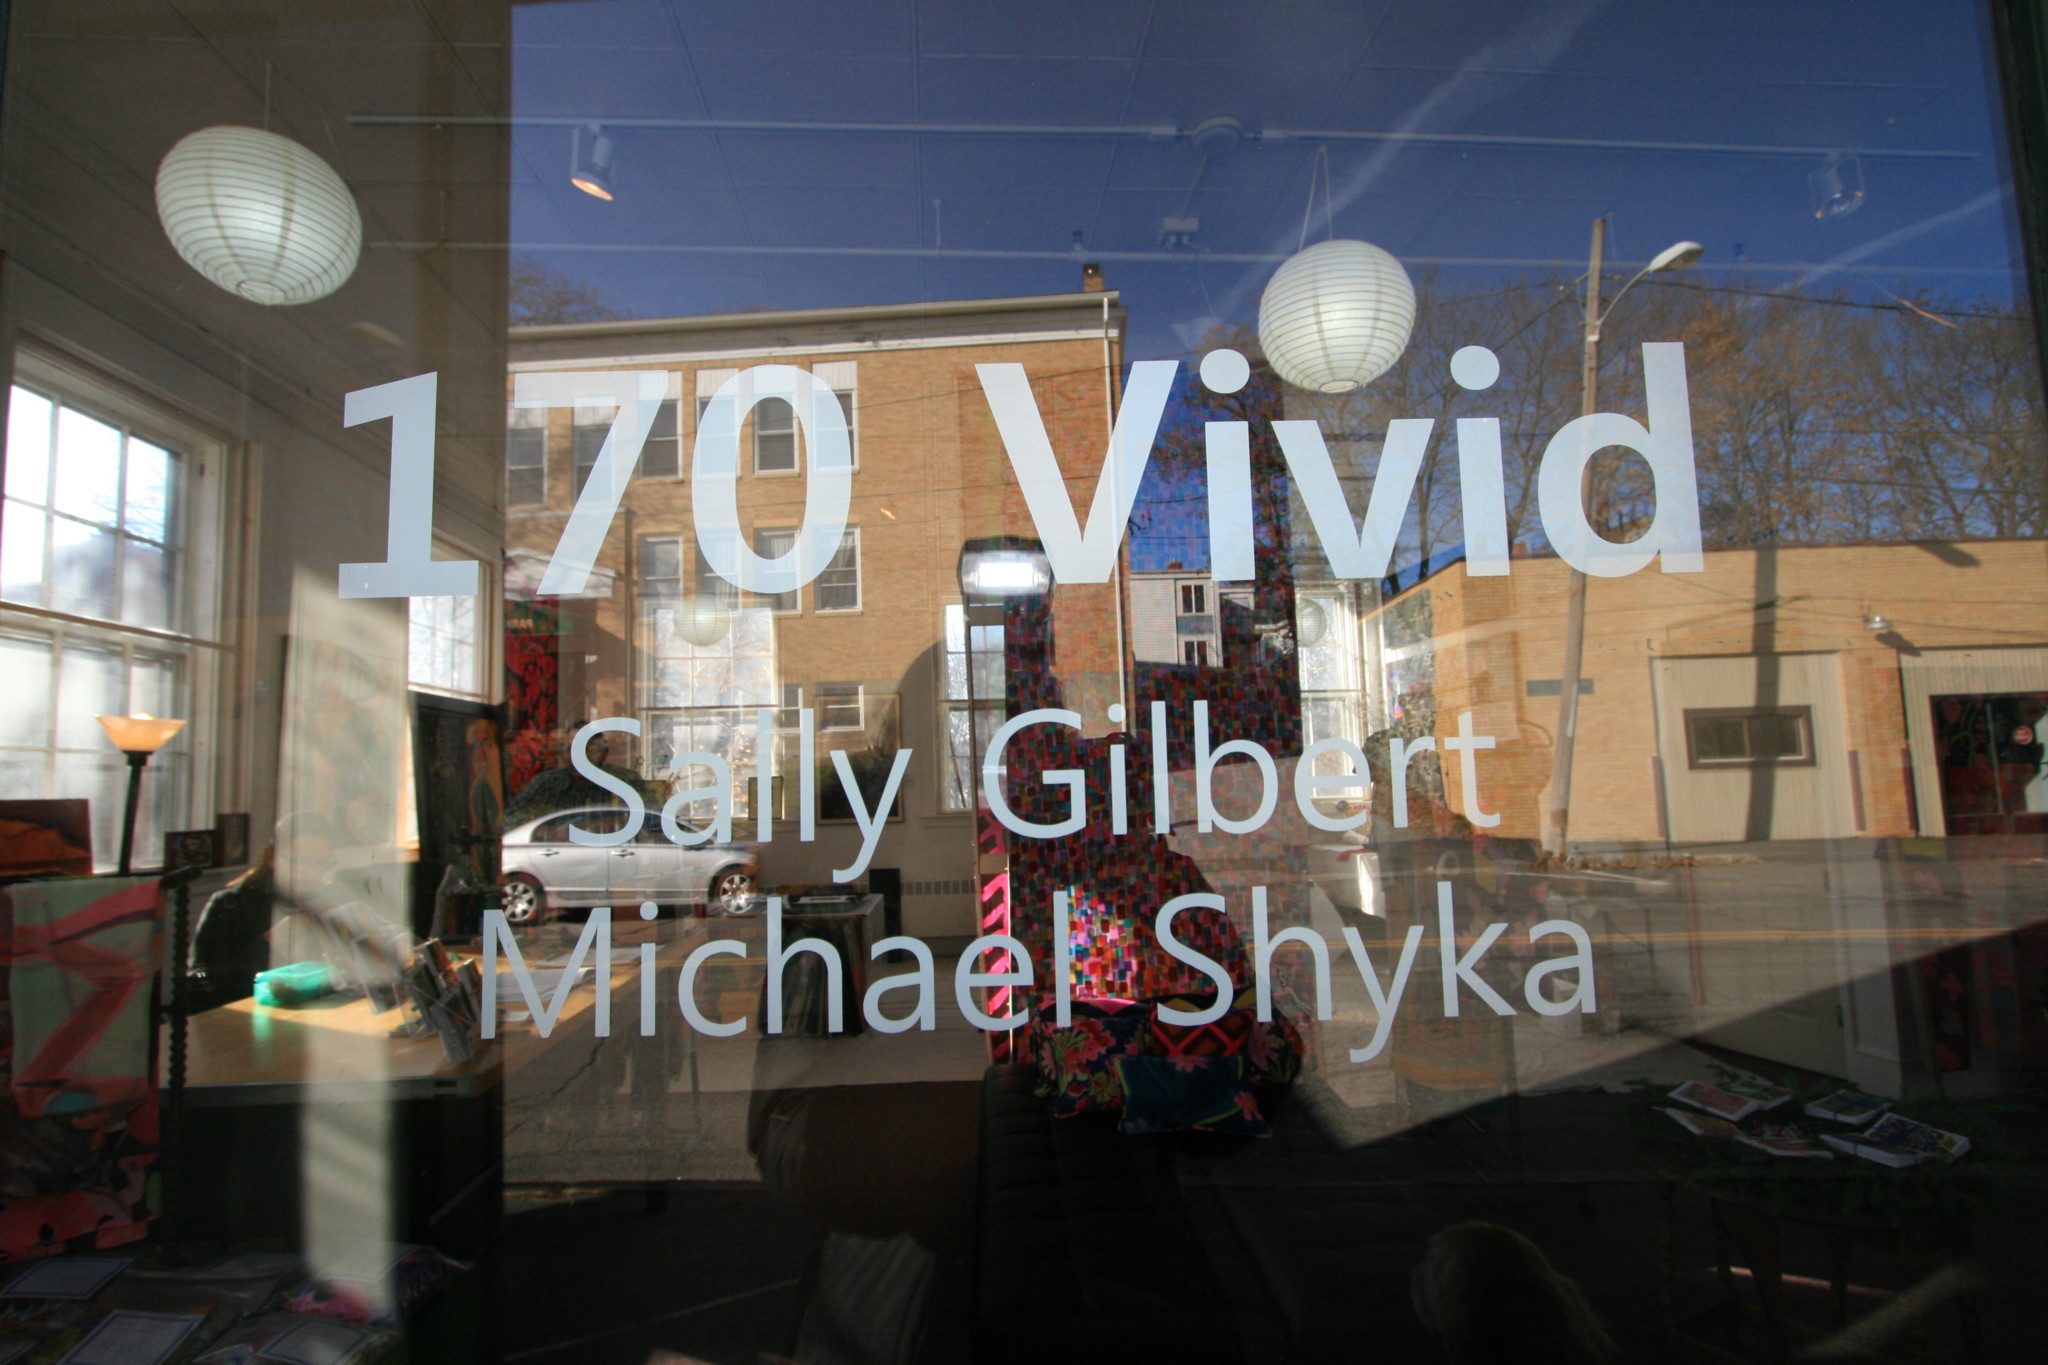 170 Vivid
Sally Gilbert
Michael Shyka